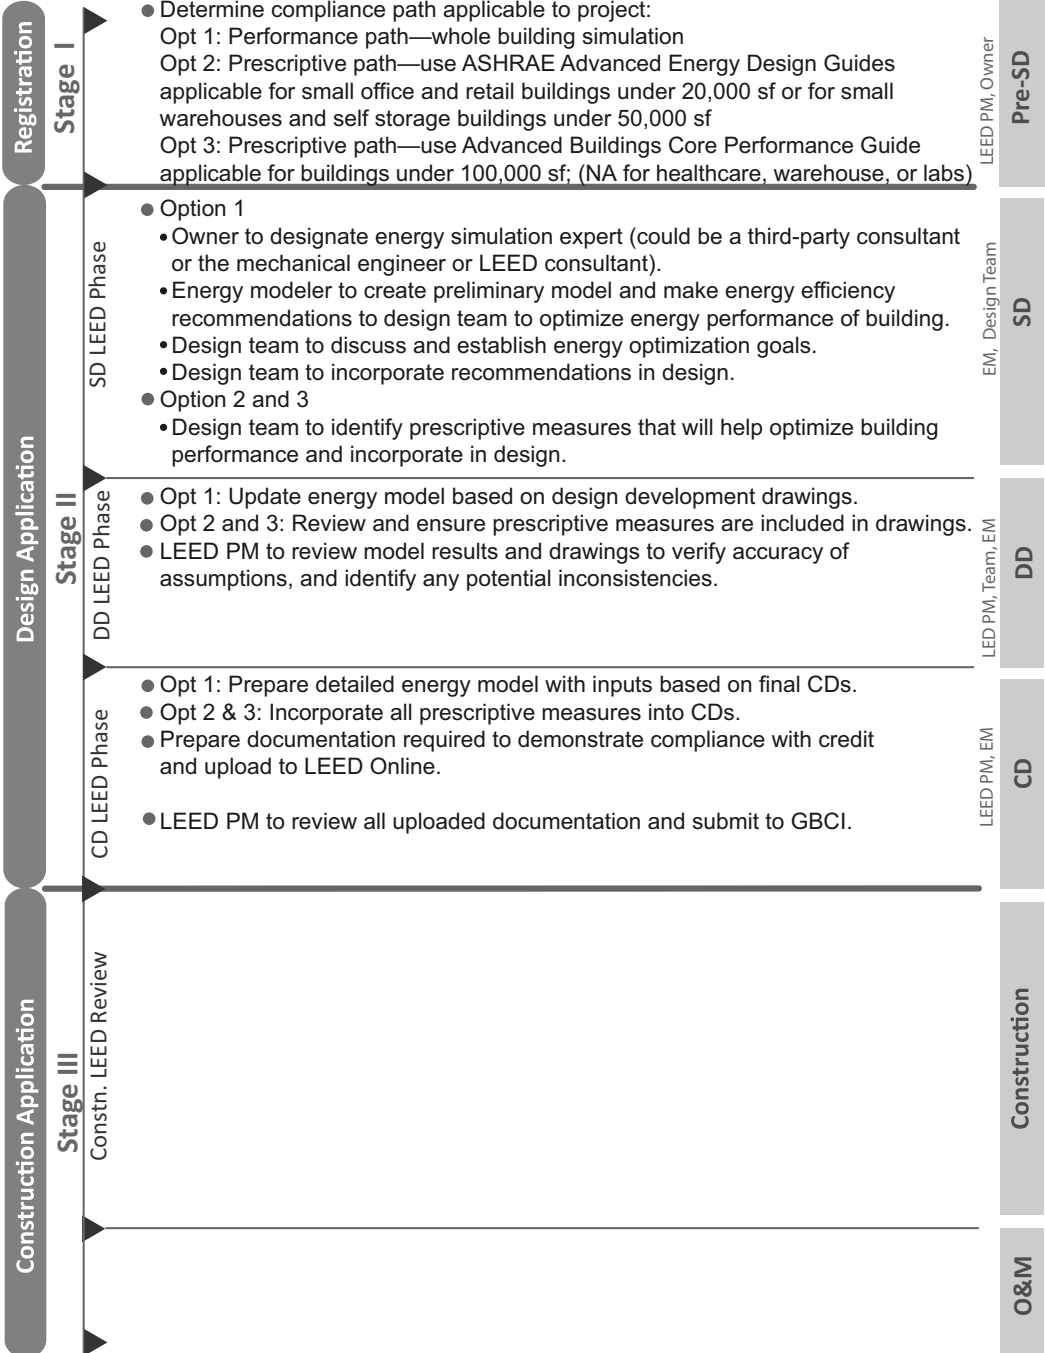 Registration
Stage I
● Determine compliance path applicable to project:
Opt 1: Performance path—whole building simulation
Opt 2: Prescriptive path—use ASHRAE Advanced Energy Design Guides
applicable for small office and retail buildings under 20,000 sf or for small
warehouses and self storage buildings under 50,000 sf
Opt 3: Prescriptive path—use Advanced Buildings Core Performance Guide
applicable for buildings under 100,000 sf; (NA for healthcare, warehouse, or labs)
LEED PM, Owner
Pre-SD
Design Application
Stage II
SD LEED Phase
● Option 1
• Owner to designate energy simulation expert (could be a third-party consultant
or the mechanical engineer or LEED consultant).
• Energy modeler to create preliminary model and make energy efficiency
recommendations to design team to optimize energy performance of building.
• Design team to discuss and establish energy optimization goals.
• Design team to incorporate recommendations in design.
● Option 2 and 3
• Design team to identify prescriptive measures that will help optimize building
performance and incorporate in design.
EM, Design Team
SD
DD LEED Phase
● Opt 1: Update energy model based on design development drawings.
● Opt 2 and 3: Review and ensure prescriptive measures are included in drawings.
● LEED PM to review model results and drawings to verify accuracy of
assumptions, and identify any potential inconsistencies.
LED PM, Team, EM
DD
CD LEED Phase
● Opt 1: Prepare detailed energy model with inputs based on final CDs.
● Opt 2 & 3: Incorporate all prescriptive measures into CDs.
● Prepare documentation required to demonstrate compliance with credit
and upload to LEED Online.
● LEED PM to review all uploaded documentation and submit to GBCI.
LEED PM, EM
CD
Construction Application
Stage III
Constn. LEED Review
Construction
O&M